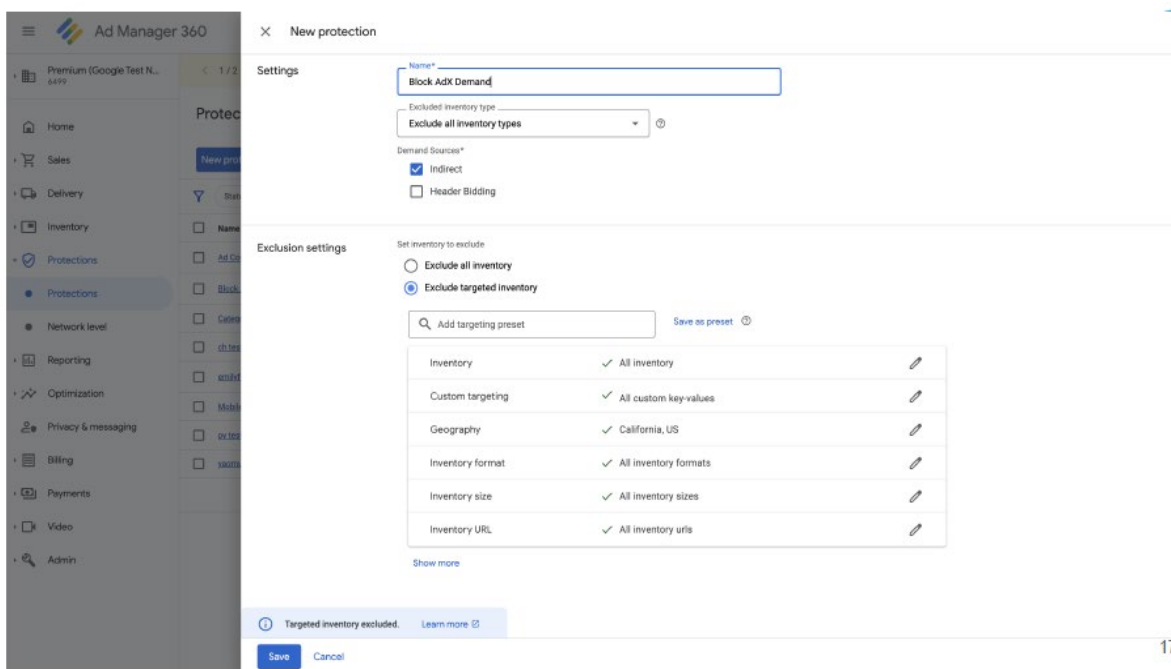 Ad Manager 360
New protection
Premium (Google Test N...
6499
1 / 2
Settings
Name*
Block AdX Demand
Excluded inventory type
Exclude all inventory types
Home
Protec
Demand Sources*
Sales
New prot
Indirect
Delivery
Header Bidding
Inventory
Name
Exclusion settings
Set inventory to exclude
Protections
Ad Co
Exclude all inventory
Protections
Block
Exclude targeted inventory
Network level
Categ
Add targeting preset
Save as preset
Reporting
ch tes
Inventory
All inventory
Optimization
Custom targeting
All custom key-values
Privacy & messaging
Geography
California, US
Billing
Inventory format
All inventory formats
Payments
Inventory size
All inventory sizes
Video
Inventory URL
All inventory urls
Admin
Show more
Targeted inventory excluded.
Learn more
Save
Cancel
17